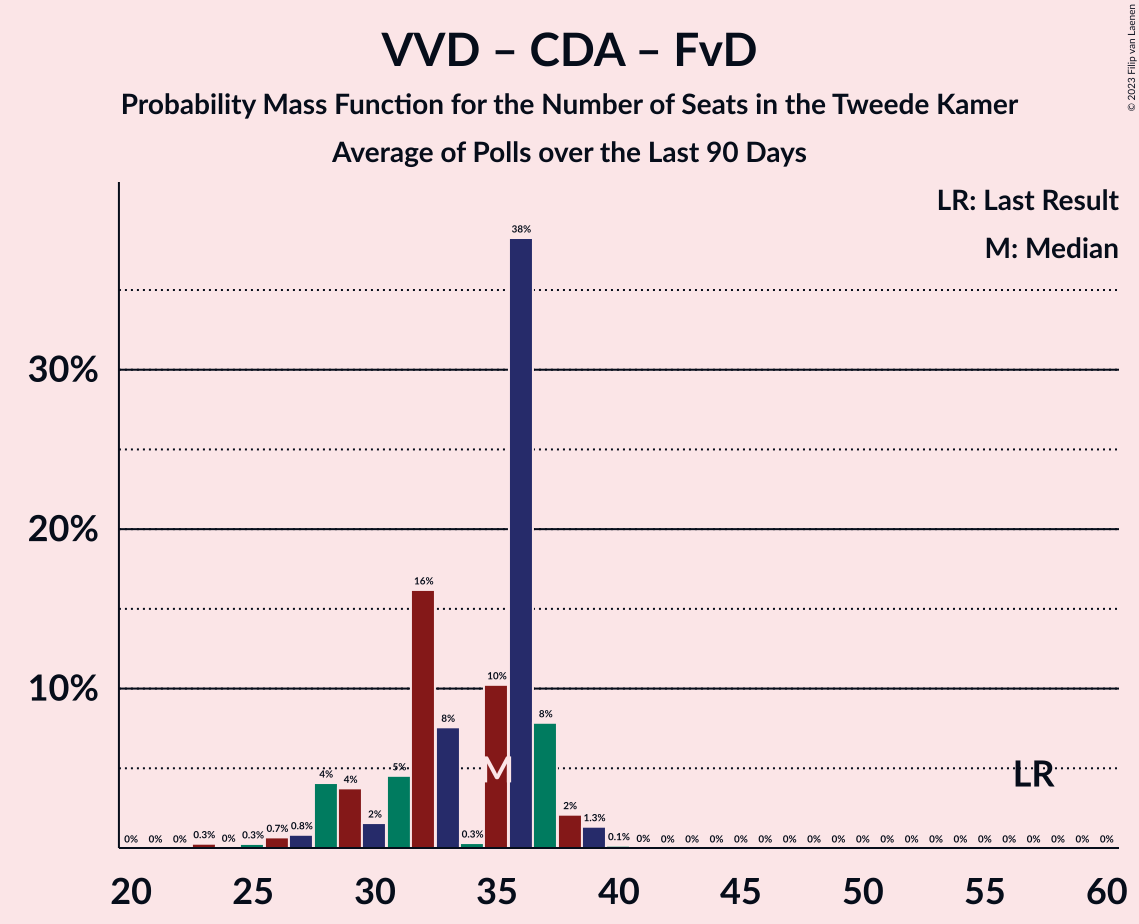 VVD – CDA – FvD
Probability Mass Function for the Number of Seats in the Tweede Kamer
Average of Polls over the Last 90 Days
© 2023 Filip van Laenen
LR: Last Result
M: Median
30%
20%
10%
0% 0% 0% 0.3% 0% 0.3% 0.7% 0.8% 4% 4% 2% 5% 16% 8% 0.3% 10% 38% 8% 2% 1.3% 0.1% 0% 0% 0% 0% 0% 0% 0% 0% 0% 0% 0% 0% 0% 0% 0% 0% 0% 0% 0% 0%
M
LR
20 25 30 35 40 45 50 55 60